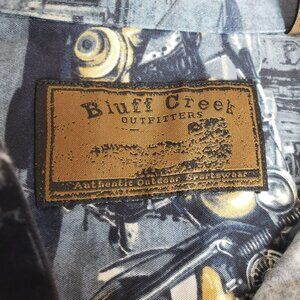 Bluff Creek
OUTFITTERS
"Authentic Outdoor Sportswear"